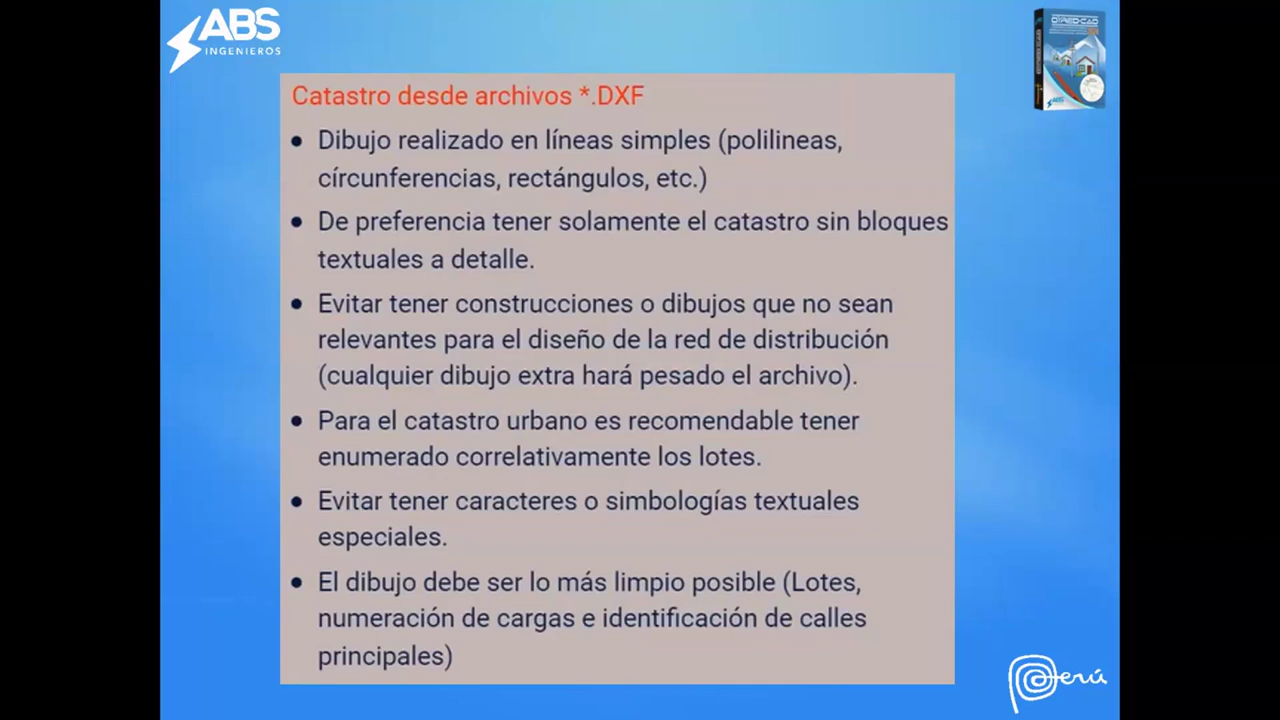 ABS
INGENIEROS
DIRED-CAD
Catastro desde archivos *.DXF
• Dibujo realizado en líneas simples (polilineas,
círcunferencias, rectángulos, etc.)
• De preferencia tener solamente el catastro sin bloques
textuales a detalle.
• Evitar tener construcciones o dibujos que no sean
relevantes para el diseño de la red de distribución
(cualquier dibujo extra hará pesado el archivo).
• Para el catastro urbano es recomendable tener
enumerado correlativamente los lotes.
• Evitar tener caracteres o simbologías textuales
especiales.
• El dibujo debe ser lo más limpio posible (Lotes,
numeración de cargas e identificación de calles
principales)
ABS
Perú